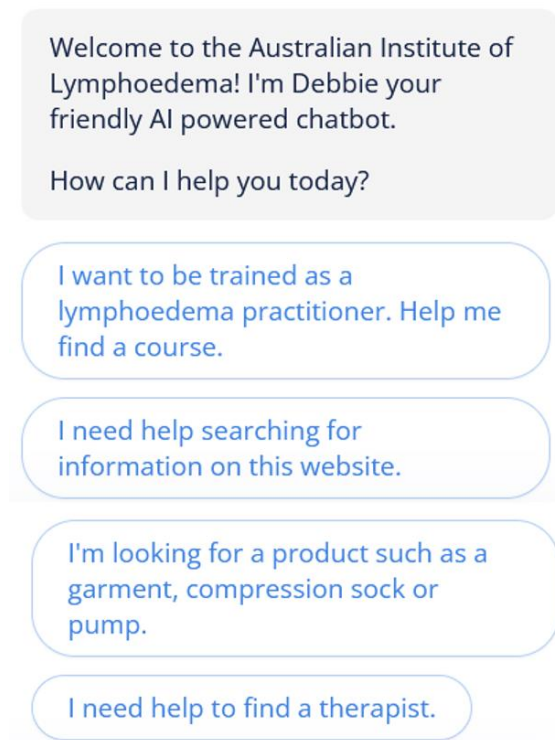 Welcome to the Australian Institute of
Lymphoedema! I'm Debbie your
friendly AI powered chatbot.
How can I help you today?
I want to be trained as a
lymphoedema practitioner. Help me
find a course.
I need help searching for
information on this website.
I'm looking for a product such as a
garment, compression sock or
pump.
I need help to find a therapist.